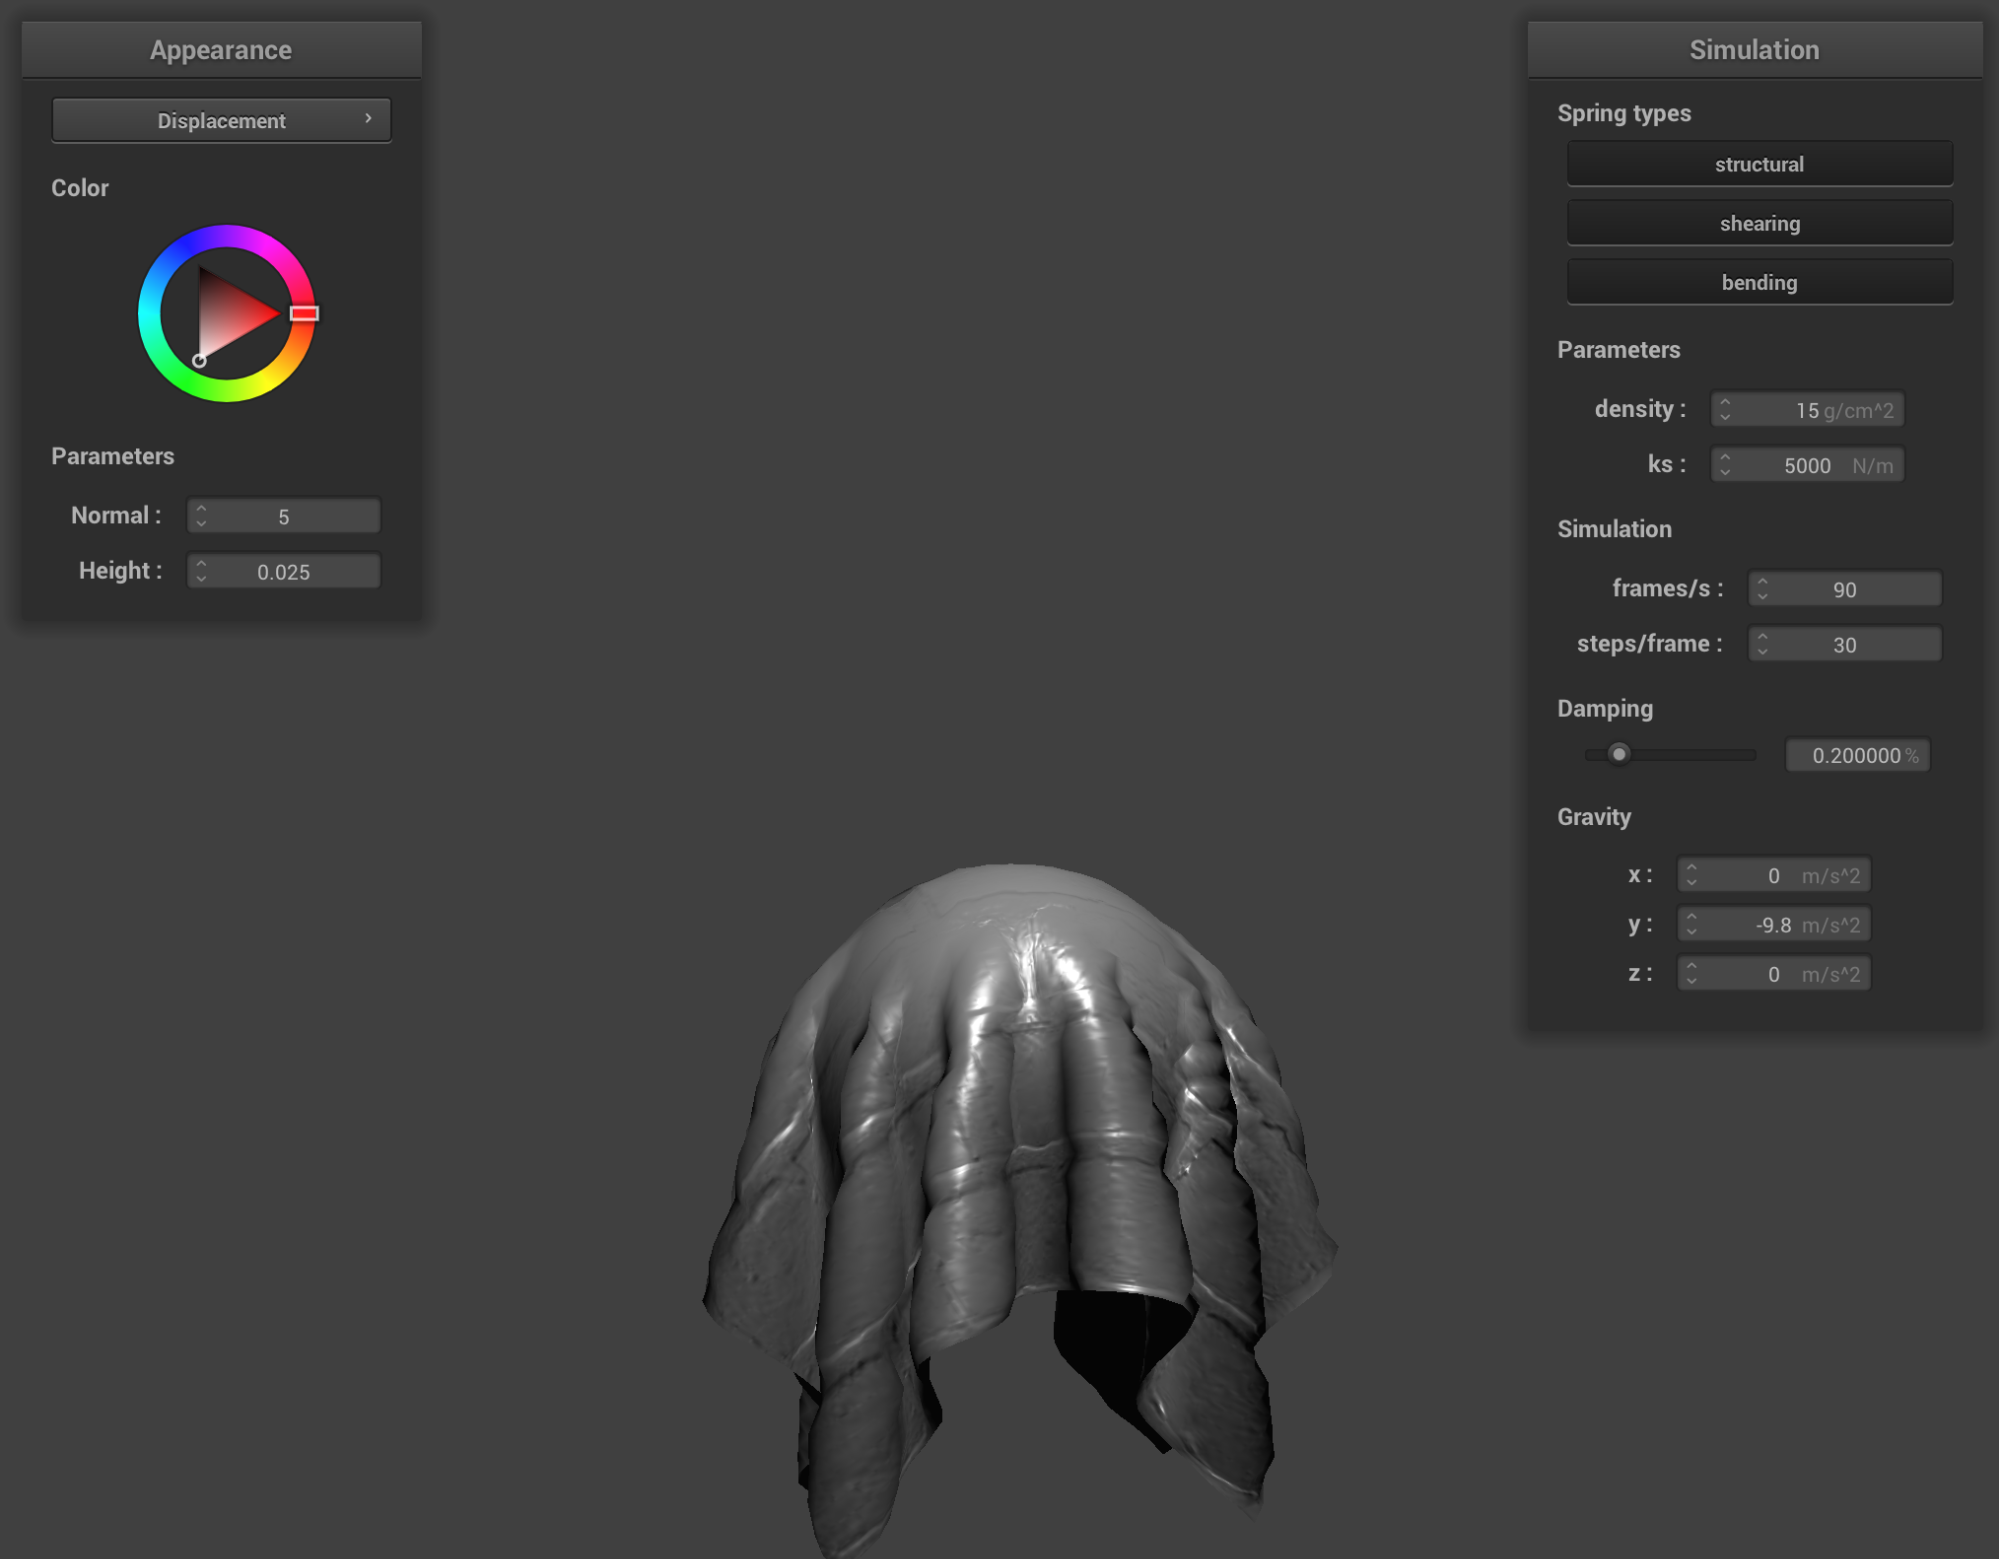 Appearance
Displacement ›
Color
Parameters
Normal : 5
Height : 0.025
Simulation
Spring types
structural
shearing
bending
Parameters
density : 15 g/cm^2
ks : 5000 N/m
Simulation
frames/s : 90
steps/frame : 30
Damping
0.200000 %
Gravity
x : 0 m/s^2
y : -9.8 m/s^2
z : 0 m/s^2